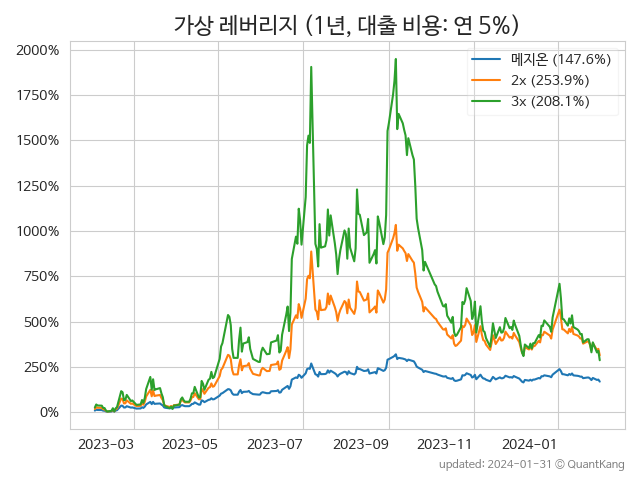 가상 레버리지 (1년, 대출 비용: 연 5%)
2000%
1750%
1500%
1250%
1000%
750%
500%
250%
0%
메지온 (147.6%)
2x (253.9%)
3x (208.1%)
2023-03 2023-05 2023-07 2023-09 2023-11 2024-01
updated: 2024-01-31 © QuantKang